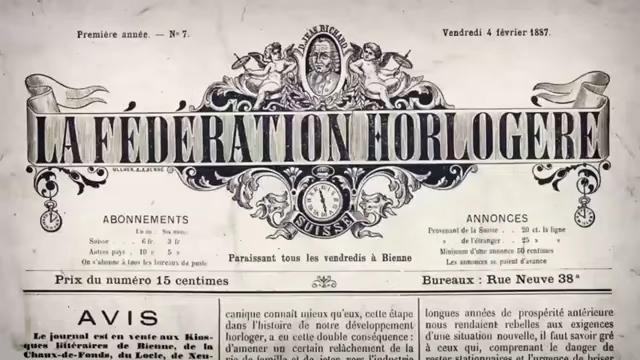 Première année. — No 7.
Vendredi 4 février 1887.
D. JEAN RICHARD
LA FÉDÉRATION HORLOGÈRE
SUISSE
ABONNEMENTS
Un an : Six mois:
Suisse . . . 6 fr. 3 fr
Autres pays . 10 » 5 »
On s'abonne à tous les bureaux de poste
Paraissant tous les vendredis à Bienne
ANNONCES
Provenant de la Suisse . . 20 ct. la ligne
» de l'étranger . . 25 » »
Minimum d'une annonce 50 centimes
Les annonces se paient d'avance
Prix du numéro 15 centimes
Bureaux : Rue Neuve 38a
AVIS
Le journal est en vente aux Kios-
ques littéraires de Bienne, de la
Chaux-de-Fonds, du Locle, de Neu-
canique connaît mieux qu'eux, cette étape
dans l'histoire de notre développement
horloger, a eu cette double conséquence :
d'amener un certain relâchement de la
longues années de prospérité antérieure
nous rendaient rebelles aux exigences
d'une situation nouvelle, il faut savoir gré
à ceux qui, comprenant le danger de